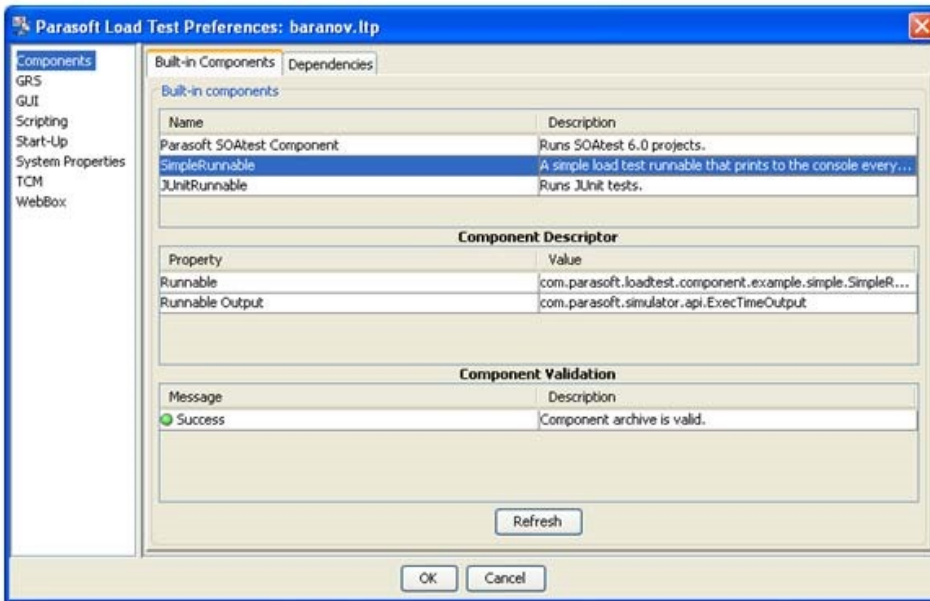 Parasoft Load Test Preferences: baranov.ltp
Components
GRS
GUI
Scripting
Start-Up
System Properties
TCM
WebBox
Built-in Components Dependencies
Built-in components
Name Description
Parasoft SOAtest Component Runs SOAtest 6.0 projects.
SimpleRunnable A simple load test runnable that prints to the console every...
JUnitRunnable Runs JUnit tests.
Component Descriptor
Property Value
Runnable com.parasoft.loadtest.component.example.simple.SimpleR...
Runnable Output com.parasoft.simulator.api.ExecTimeOutput
Component Validation
Message Description
Success Component archive is valid.
Refresh
OK Cancel